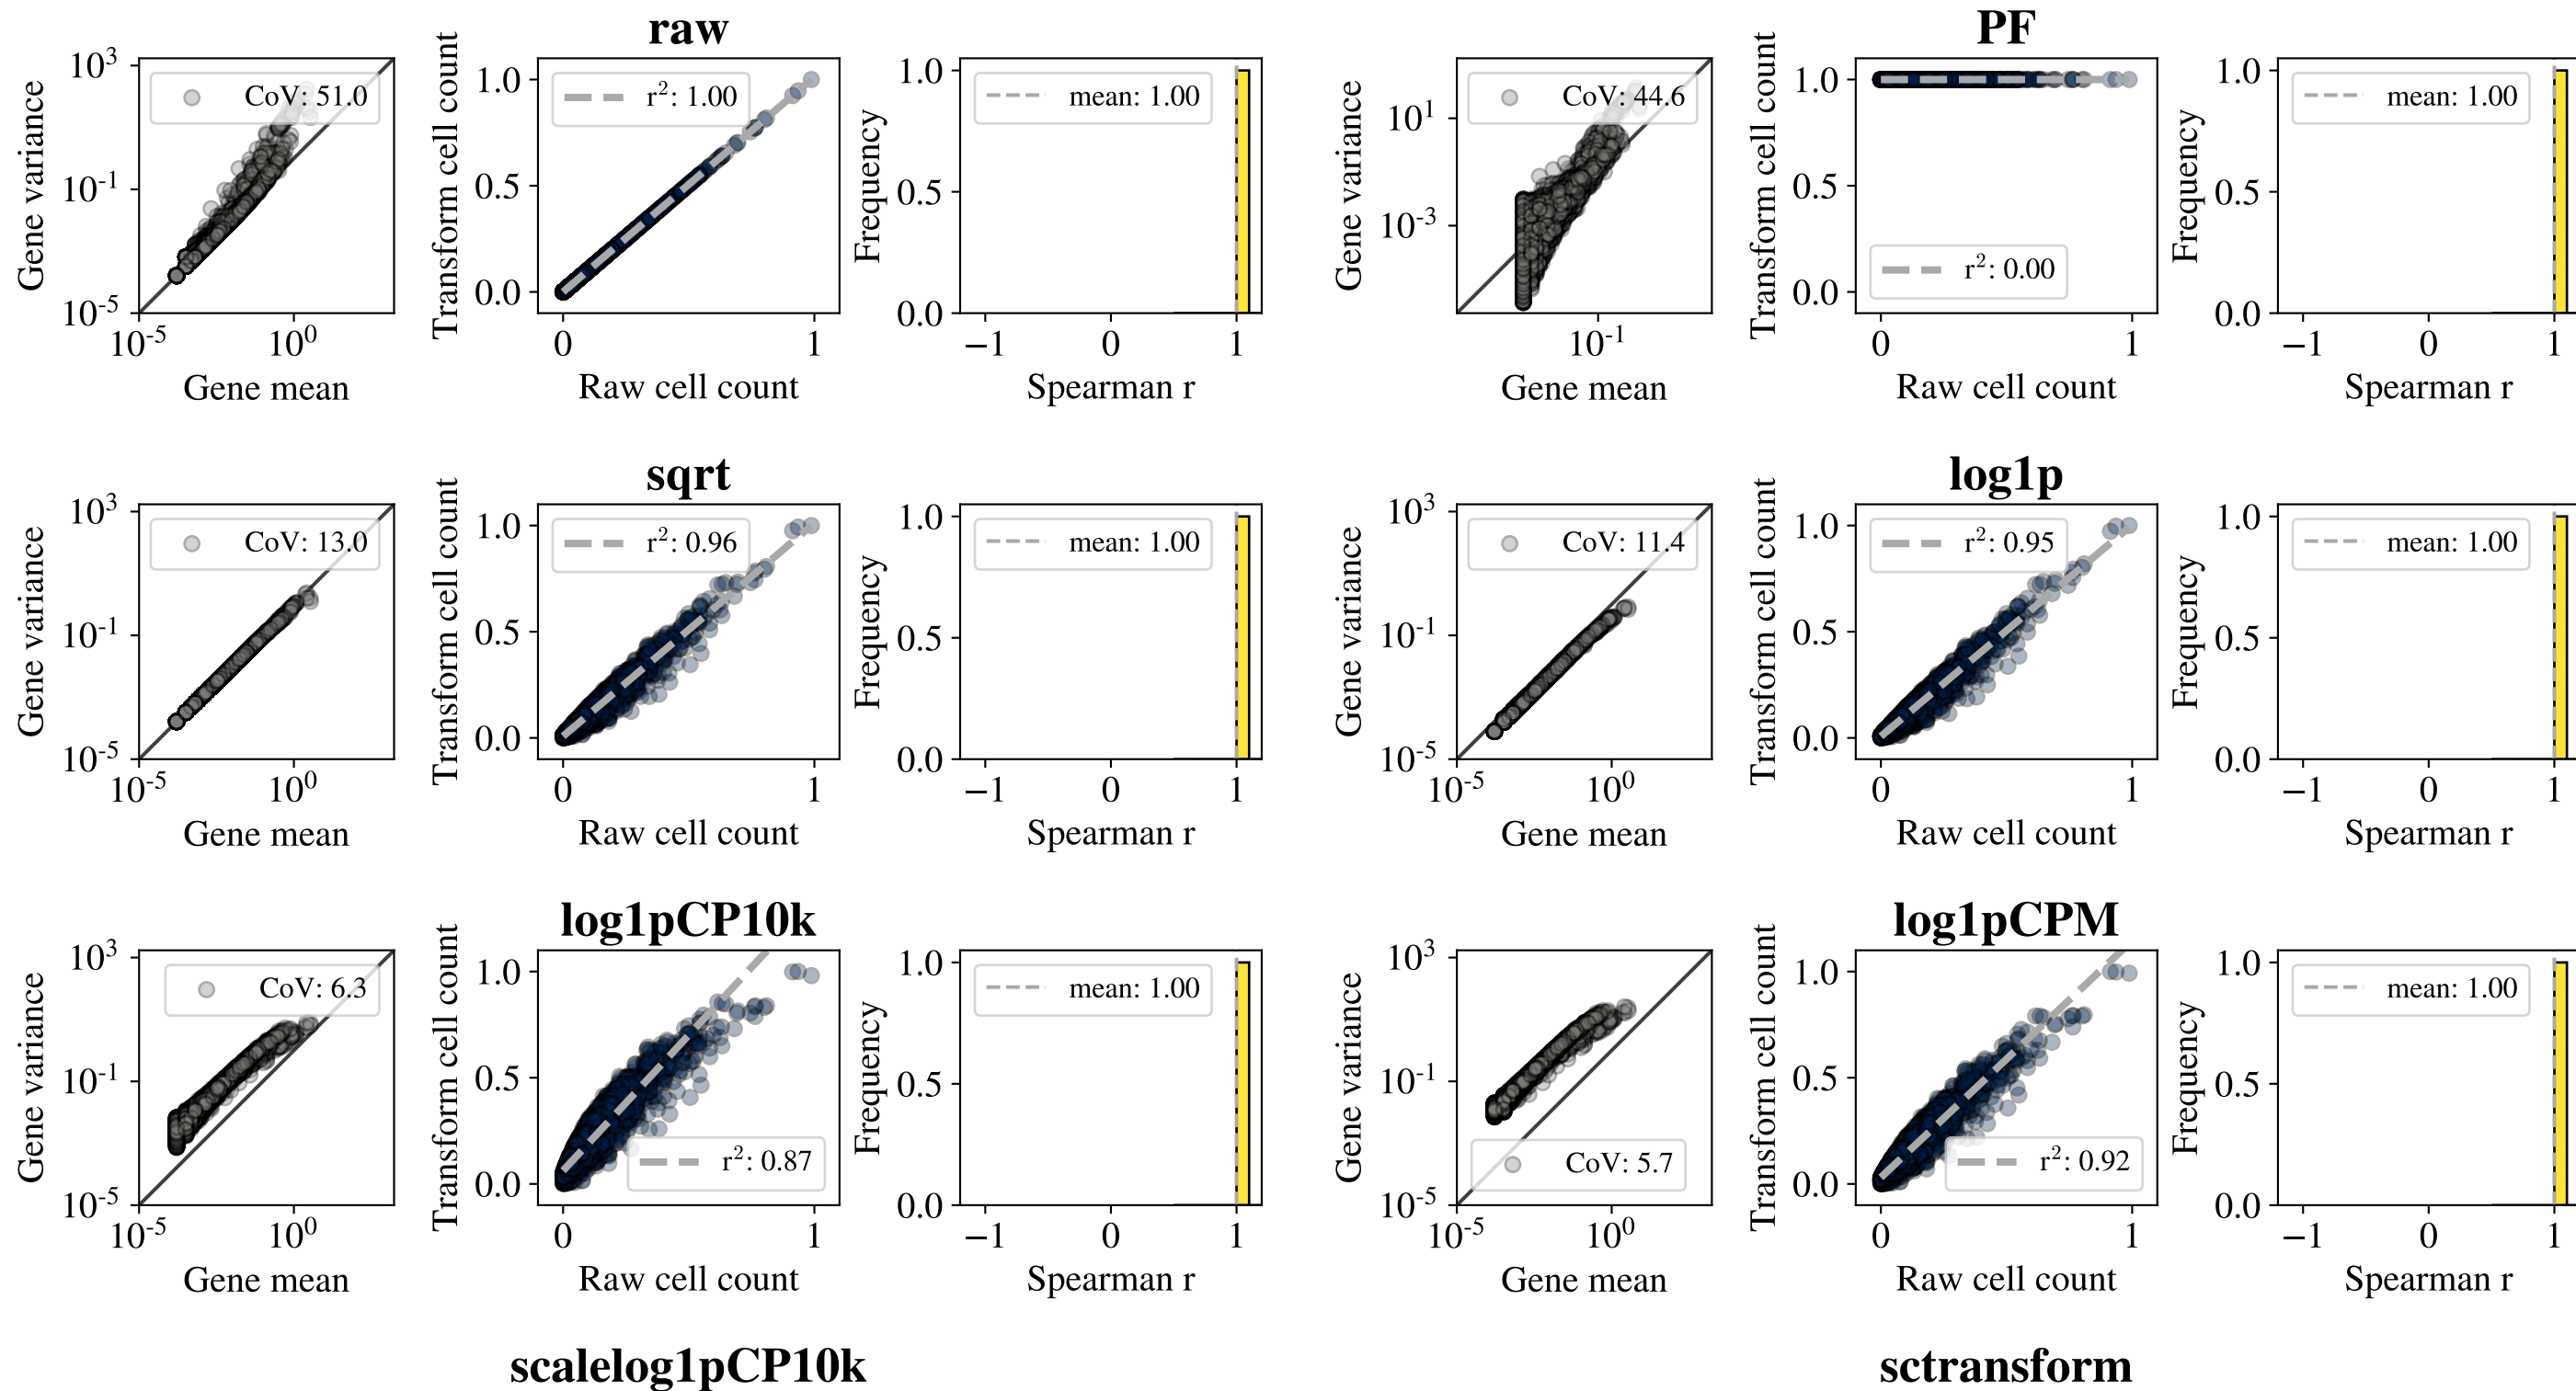 raw
10³
10⁻¹
10⁻⁵
Gene variance
CoV: 51.0
10⁻⁵ 10⁰
Gene mean
1.0
0.5
0.0
Transform cell count
r²: 1.00
0 1
Raw cell count
1.0
0.5
0.0
Frequency
mean: 1.00
−1 0 1
Spearman r
PF
10¹
10⁻³
Gene variance
CoV: 44.6
10⁻¹
Gene mean
1.0
0.5
0.0
Transform cell count
r²: 0.00
0 1
Raw cell count
1.0
0.5
0.0
Frequency
mean: 1.00
−1 0 1
Spearman r
sqrt
10³
10⁻¹
10⁻⁵
Gene variance
CoV: 13.0
10⁻⁵ 10⁰
Gene mean
1.0
0.5
0.0
Transform cell count
r²: 0.96
0 1
Raw cell count
1.0
0.5
0.0
Frequency
mean: 1.00
−1 0 1
Spearman r
log1p
10³
10⁻¹
10⁻⁵
Gene variance
CoV: 11.4
10⁻⁵ 10⁰
Gene mean
1.0
0.5
0.0
Transform cell count
r²: 0.95
0 1
Raw cell count
1.0
0.5
0.0
Frequency
mean: 1.00
−1 0 1
Spearman r
log1pCP10k
10³
10⁻¹
10⁻⁵
Gene variance
CoV: 6.3
10⁻⁵ 10⁰
Gene mean
1.0
0.5
0.0
Transform cell count
r²: 0.87
0 1
Raw cell count
1.0
0.5
0.0
Frequency
mean: 1.00
−1 0 1
Spearman r
log1pCPM
10³
10⁻¹
10⁻⁵
Gene variance
CoV: 5.7
10⁻⁵ 10⁰
Gene mean
1.0
0.5
0.0
Transform cell count
r²: 0.92
0 1
Raw cell count
1.0
0.5
0.0
Frequency
mean: 1.00
−1 0 1
Spearman r
scalelog1pCP10k
sctransform